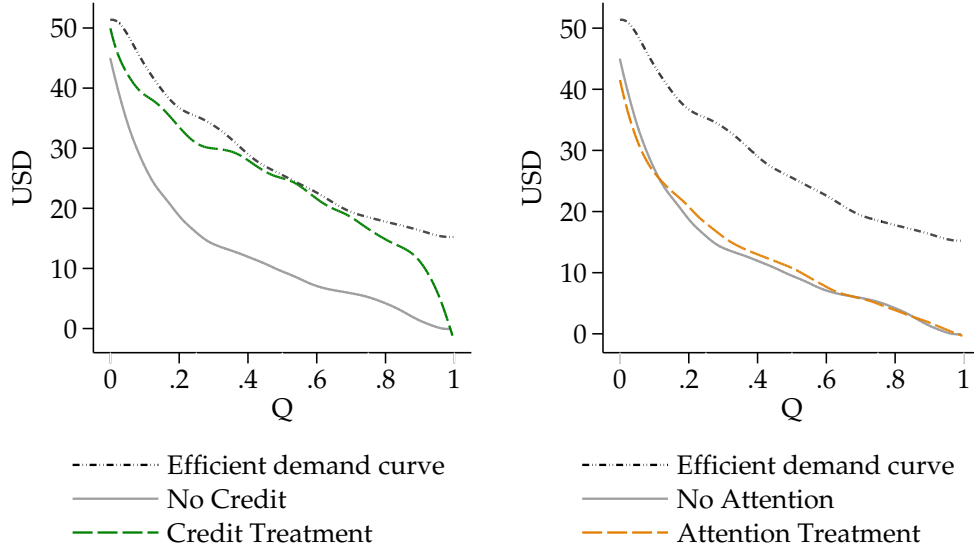 50
40
30
20
10
0
USD
0 .2 .4 .6 .8 1
Q
Efficient demand curve
No Credit
Credit Treatment
50
40
30
20
10
0
USD
0 .2 .4 .6 .8 1
Q
Efficient demand curve
No Attention
Attention Treatment